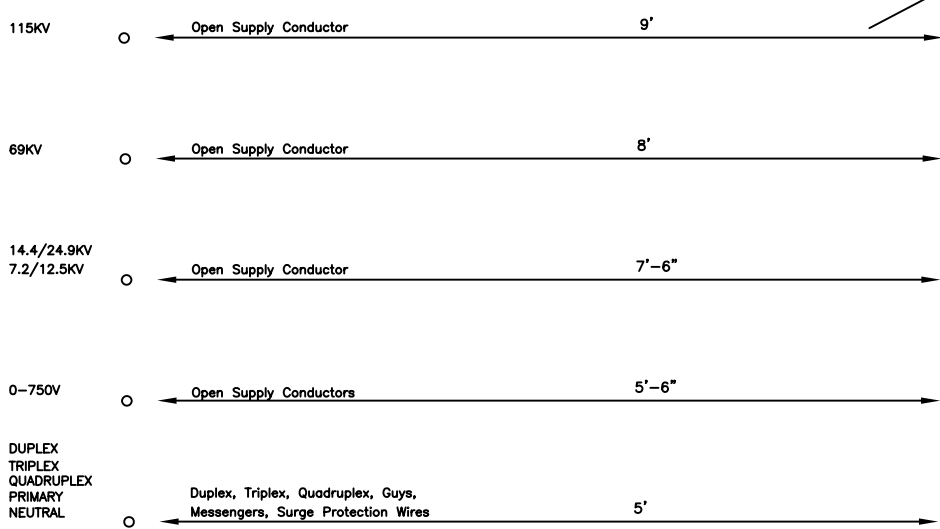 115KV
Open Supply Conductor
9'
69KV
Open Supply Conductor
8'
14.4/24.9KV
7.2/12.5KV
Open Supply Conductor
7'-6"
0-750V
Open Supply Conductors
5'-6"
DUPLEX
TRIPLEX
QUADRUPLEX
PRIMARY
NEUTRAL
Duplex, Triplex, Quadruplex, Guys,
Messengers, Surge Protection Wires
5'